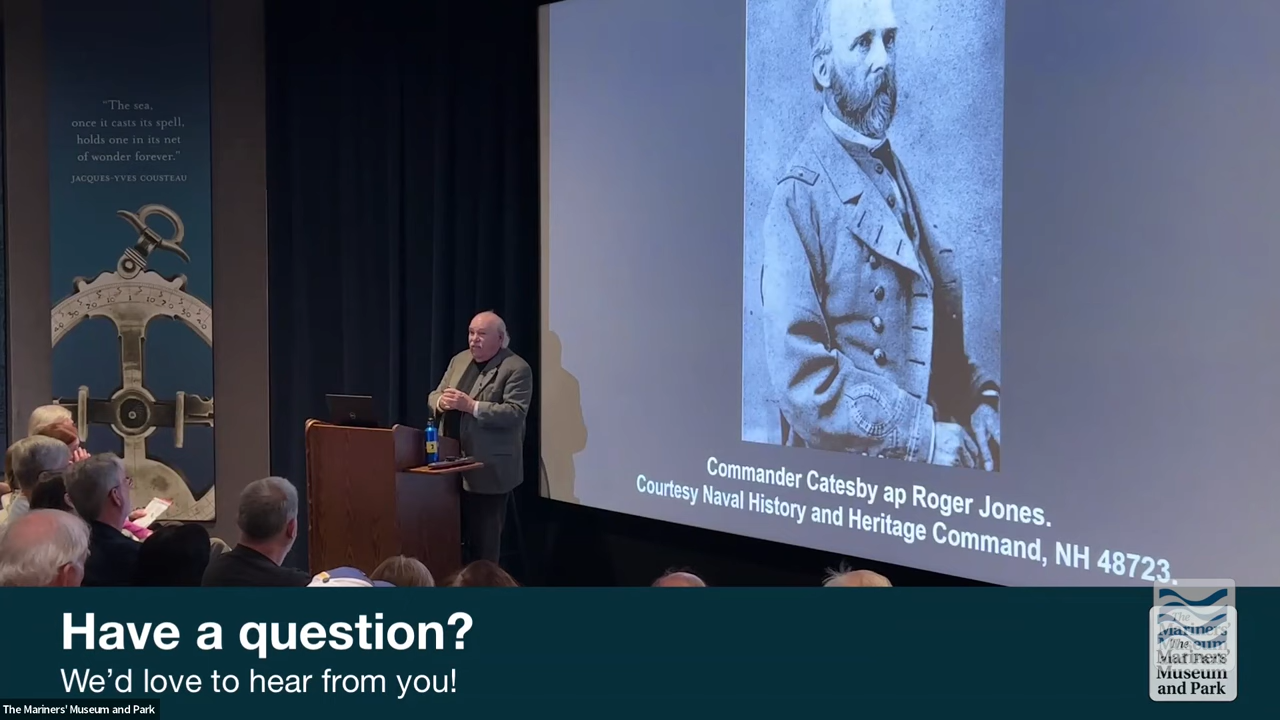 "The sea,
once it casts its spell,
holds one in its net
of wonder forever."
JACQUES-YVES COUSTEAU
Commander Catesby ap Roger Jones.
Courtesy Naval History and Heritage Command, NH 48723.
Have a question?
We'd love to hear from you!
The Mariners' Museum and Park
The
Mariners'
Museum
and Park